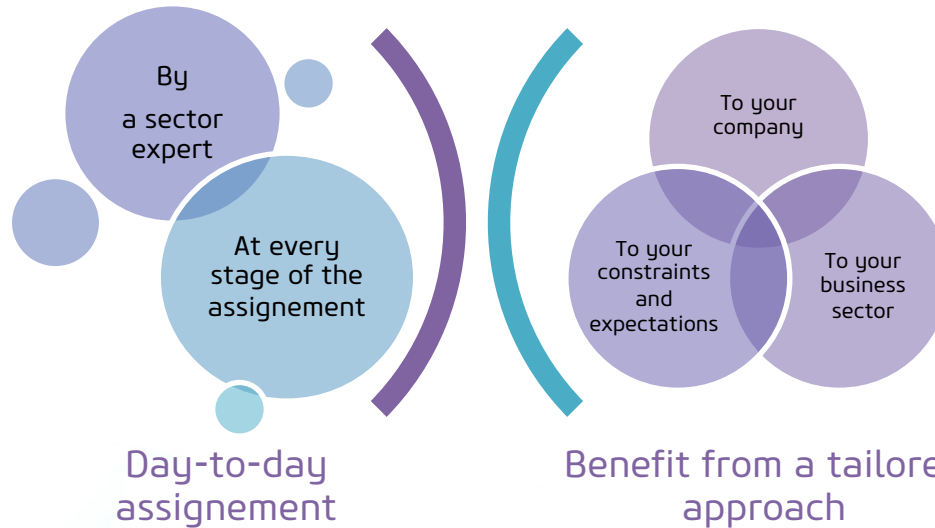 By
a sector
expert
At every
stage of the
assignement
Day-to-day
assignement
To your
company
To your
constraints
and
expectations
To your
business
sector
Benefit from a tailore
approach